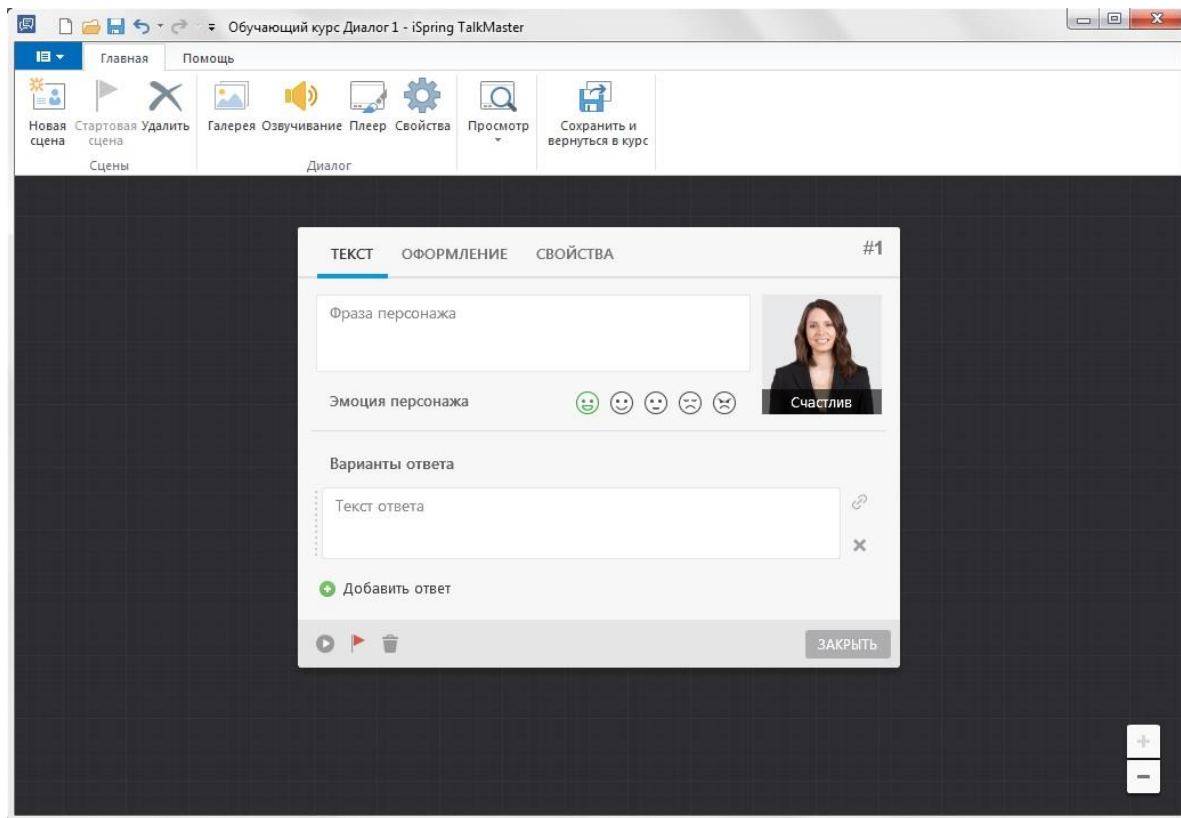 Обучающий курс Диалог 1 - iSpring TalkMaster
Главная Помощь
Новая сцена
Стартовая сцена
Удалить
Галерея
Озвучивание
Плеер
Свойства
Просмотр
Сохранить и вернуться в курс
Сцены
Диалог
ТЕКСТ ОФОРМЛЕНИЕ СВОЙСТВА #1
Фраза персонажа
Эмоция персонажа
Счастлив
Варианты ответа
Текст ответа
Добавить ответ
ЗАКРЫТЬ